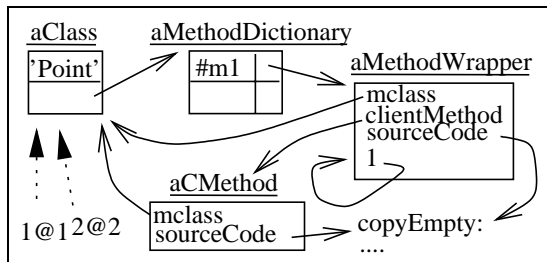 aClass
aMethodDictionary
'Point'
#m1
aMethodWrapper
mclass
clientMethod
sourceCode
1
aCMethod
mclass
sourceCode
1@1
2@2
copyEmpty:
....